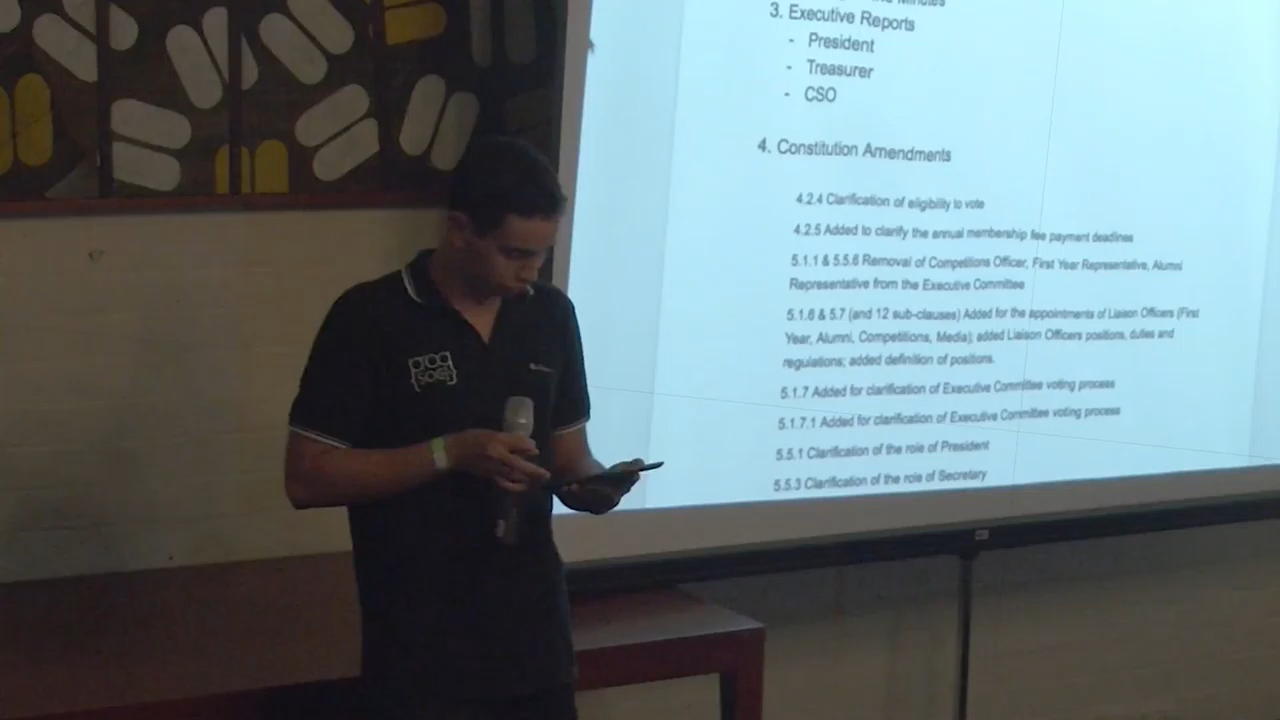 Minutes
3. Executive Reports
- President
- Treasurer
- CSO
4. Constitution Amendments
4.2.4 Clarification of eligibility to vote
4.2.5 Added to clarify the annual membership fee payment deadlines
5.1.1 & 5.5.6 Removal of Competitions Officer, First Year Representative, Alumni
Representative from the Executive Committee
5.1.6 & 5.7 (and 12 sub-clauses) Added for the appointments of Liaison Officers (First
Year, Alumni, Competitions, Media); added Liaison Officers positions, duties and
regulations; added definition of positions.
5.1.7 Added for clarification of Executive Committee voting process
5.1.7.1 Added for clarification of Executive Committee voting process
5.5.1 Clarification of the role of President
5.5.3 Clarification of the role of Secretary
prog
{soc}